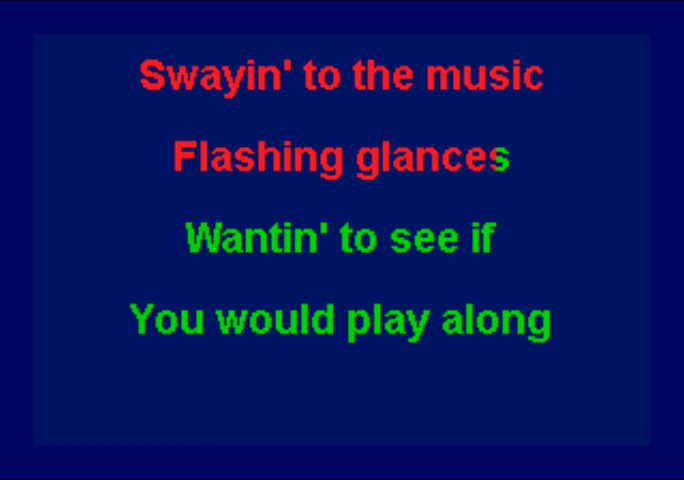 Swayin' to the music
Flashing glances
Wantin' to see if
You would play along